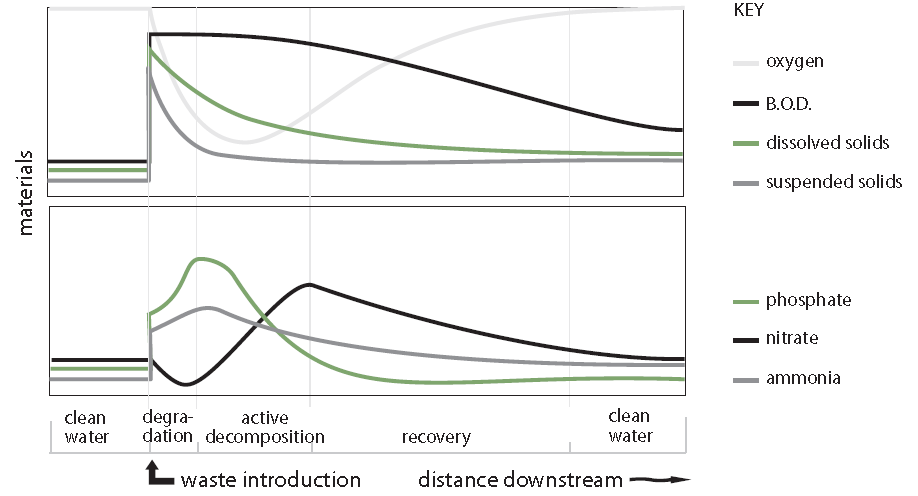 KEY
oxygen
B.O.D.
dissolved solids
suspended solids
materials
phosphate
nitrate
ammonia
clean
water
degra-
dation
active
decomposition
recovery
clean
water
waste introduction
distance downstream